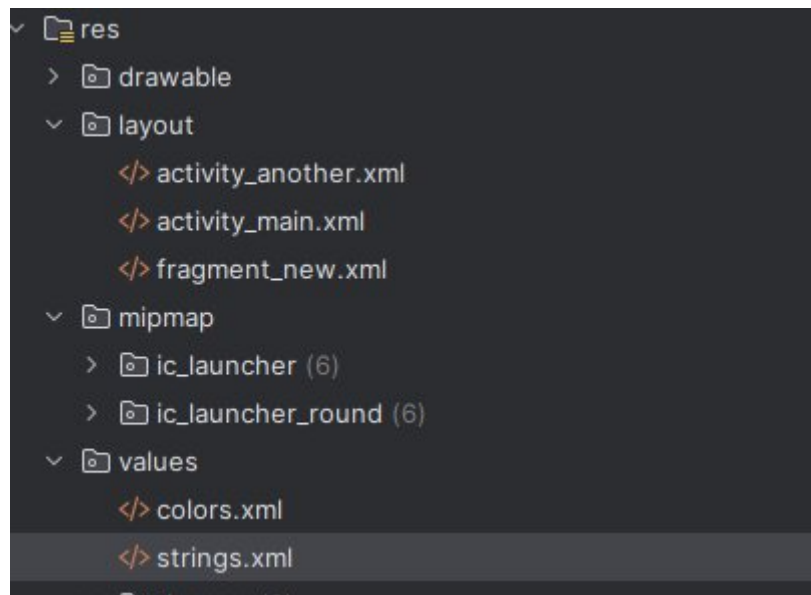 res
drawable
layout
activity_another.xml
activity_main.xml
fragment_new.xml
mipmap
ic_launcher (6)
ic_launcher_round (6)
values
colors.xml
strings.xml